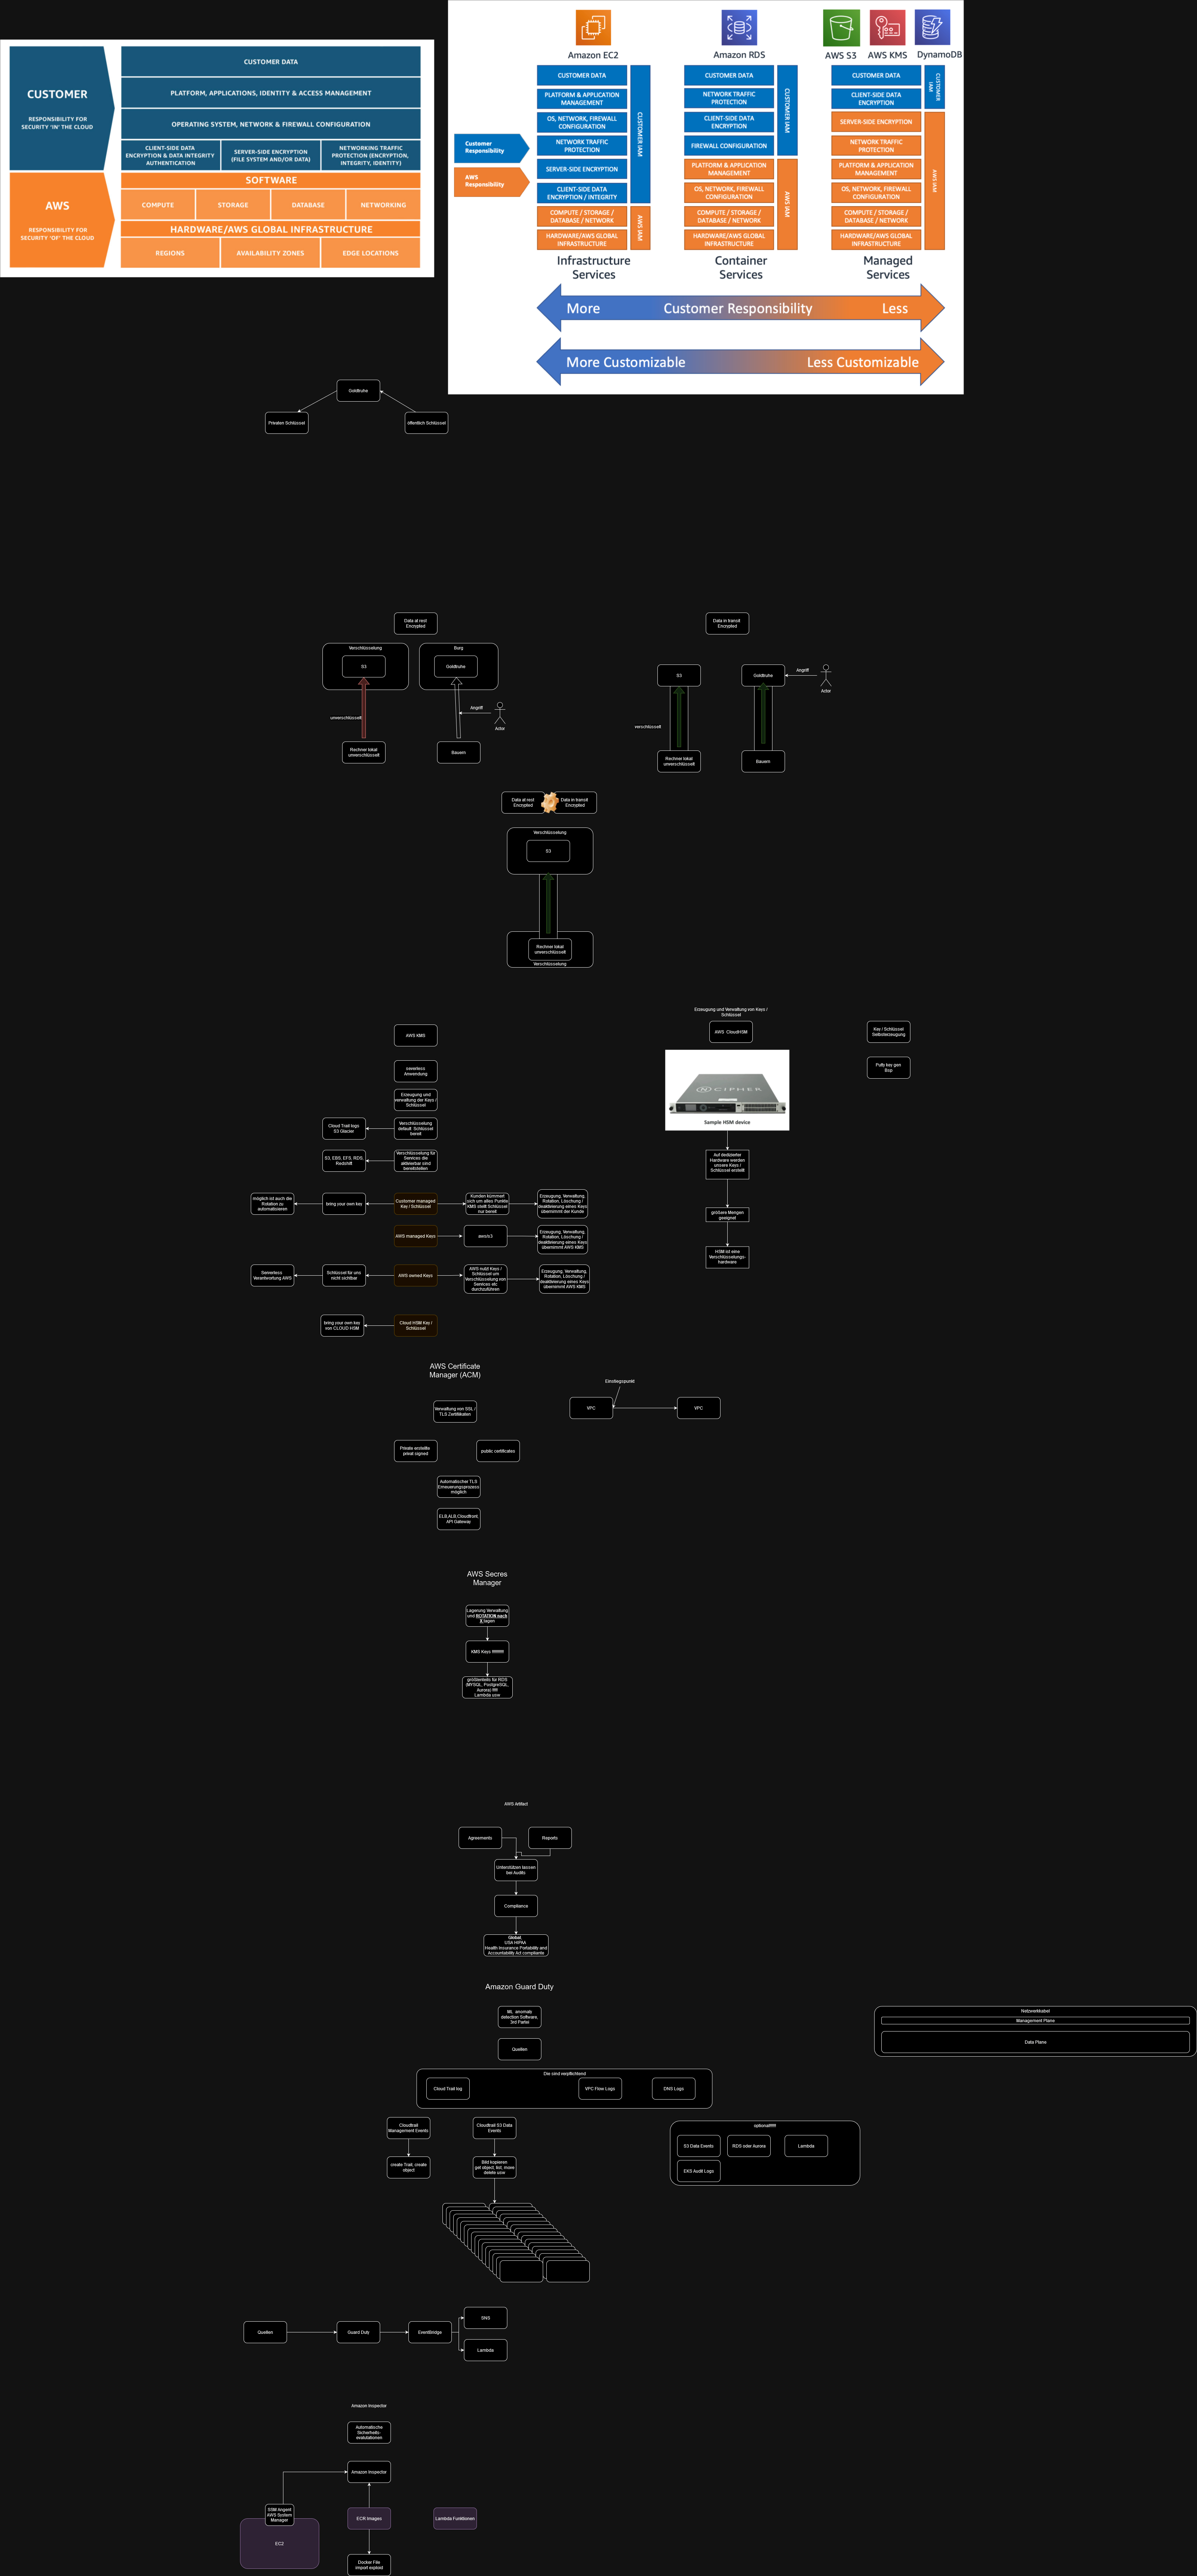 CUSTOMER
RESPONSIBILITY FOR
SECURITY 'IN' THE CLOUD
CUSTOMER DATA
PLATFORM, APPLICATIONS, IDENTITY & ACCESS MANAGEMENT
OPERATING SYSTEM, NETWORK & FIREWALL CONFIGURATION
CLIENT-SIDE DATA
ENCRYPTION & DATA INTEGRITY
AUTHENTICATION
SERVER-SIDE ENCRYPTION
(FILE SYSTEM AND/OR DATA)
NETWORKING TRAFFIC
PROTECTION (ENCRYPTION,
INTEGRITY, IDENTITY)
AWS
RESPONSIBILITY FOR
SECURITY 'OF' THE CLOUD
SOFTWARE
COMPUTE
STORAGE
DATABASE
NETWORKING
HARDWARE/AWS GLOBAL INFRASTRUCTURE
REGIONS
AVAILABILITY ZONES
EDGE LOCATIONS
Customer
Responsibility
AWS
Responsibility
Amazon EC2
CUSTOMER DATA
PLATFORM & APPLICATION
MANAGEMENT
OS, NETWORK, FIREWALL
CONFIGURATION
NETWORK TRAFFIC
PROTECTION
SERVER-SIDE ENCRYPTION
CLIENT-SIDE DATA
ENCRYPTION / INTEGRITY
COMPUTE / STORAGE /
DATABASE / NETWORK
HARDWARE/AWS GLOBAL
INFRASTRUCTURE
CUSTOMER IAM
AWS IAM
Infrastructure
Services
Amazon RDS
CUSTOMER DATA
NETWORK TRAFFIC
PROTECTION
CLIENT-SIDE DATA
ENCRYPTION
FIREWALL CONFIGURATION
PLATFORM & APPLICATION
MANAGEMENT
OS, NETWORK, FIREWALL
CONFIGURATION
COMPUTE / STORAGE /
DATABASE / NETWORK
HARDWARE/AWS GLOBAL
INFRASTRUCTURE
CUSTOMER IAM
AWS IAM
Container
Services
AWS S3
AWS KMS
DynamoDB
CUSTOMER DATA
CLIENT-SIDE DATA
ENCRYPTION
SERVER-SIDE ENCRYPTION
NETWORK TRAFFIC
PROTECTION
PLATFORM & APPLICATION
MANAGEMENT
OS, NETWORK, FIREWALL
CONFIGURATION
COMPUTE / STORAGE /
DATABASE / NETWORK
HARDWARE/AWS GLOBAL
INFRASTRUCTURE
CUSTOMER
IAM
AWS IAM
Managed
Services
More Customer Responsibility Less
More Customizable Less Customizable
Goldtruhe
Privaten Schlüssel
öffentlich Schlüssel
Data at rest
Encrypted
Verschlüsselung
S3
unverschlüsselt
Rechner lokal
unverschlüsselt
Burg
Goldtruhe
Angriff
Actor
Bauern
Data in transit
Encrypted
S3
verschlüsselt
Rechner lokal
unverschlüsselt
Goldtruhe
Angriff
Actor
Bauern
Data at rest
Encrypted
Data in transit
Encrypted
Verschlüsselung
S3
Rechner lokal
unverschlüsselt
Verschlüsselung
AWS KMS
severless
Anwendung
Erzeugung und
verwaltung der Keys /
Schlüssel
Cloud Trail logs
S3 Glacier
Verschlüsselung
default Schlüssel
bereit
S3, EBS, EFS, RDS,
Redshift
Verschlüsselung für
Services die
aktivierbar sind
bereitstellen
möglich ist auch die
Rotation zu
automatisieren
bring your own key
Customer managed
Key / Schlüssel
Kunden kümmert
sich um alles Punkte
KMS stellt Schlüssel
nur bereit
Erzeugung, Verwaltung,
Rotation, Löschung /
deaktivierung eines Keys
übernimmt der Kunde
AWS managed Keys
aws/s3
Erzeugung, Verwaltung,
Rotation, Löschung /
deaktivierung eines Keys
übernimmt AWS KMS
Serverless
Verantwortung AWS
Schlüssel für uns
nicht sichtbar
AWS owned Keys
AWS nutzt Keys /
Schlüssel um
Verschlüsselung von
Services etc.
durchzuführen
Erzeugung, Verwaltung,
Rotation, Löschung /
deaktivierung eines Keys
übernimmt AWS KMS
bring your own key
von CLOUD HSM
Cloud HSM Key /
Schlüssel
Erzeugung und Verwaltung von Keys /
Schlüssel
AWS CloudHSM
NCIPHER
Sample HSM device
Auf dedizierter
Hardware werden
unsere Keys /
Schlüssel erstellt
größere Mengen
geeignet
HSM ist eine
Verschlüsselungs-
hardware
Key / Schlüssel
Selbsterzeugung
Putty key gen
Bsp
AWS Certificate
Manager (ACM)
Verwaltung von SSL /
TLS Zertifikaten
Private erstellte
privat signed
public certificates
Automatischer TLS
Erneuerungsprozess
möglich
ELB,ALB,Cloudfront,
API Gateway
Einstiegspunkt
VPC
VPC
AWS Secres
Manager
Lagerung Verwaltung
und ROTATION nach
X tagen
KMS Keys !!!!!!!!!!!
größtenteils für RDS
(MYSQL, PostgreSQL,
Aurora) !!!!!
Lambda usw
AWS Artifact
Agreements
Reports
Unterstützen lassen
bei Audits
Compliance
Global,
USA HIPAA
Health Insurance Portability and
Accountability Act compliants
Amazon Guard Duty
ML anomaly
detection Software,
3rd Partei
Quellen
Die sind verpflichtend
Cloud Trail log
VPC Flow Logs
DNS Logs
Netzwerkkabel
Management Plane
Data Plane
Cloudtrail
Management Events
create Trail, create
object
Cloudtrail S3 Data
Events
Bild kopieren
get object, list, move
delete usw
optional!!!!!!
S3 Data Events
RDS oder Aurora
Lambda
EKS Audit Logs
Quellen
Guard Duty
EventBridge
SNS
Lambda
Amazon Inspector
Automatische
Sicherheits-
evalutationen
Amazon Inspector
SSM Angent
AWS System
Manager
EC2
ECR Images
Lambda Funktionen
Docker File
import exploid